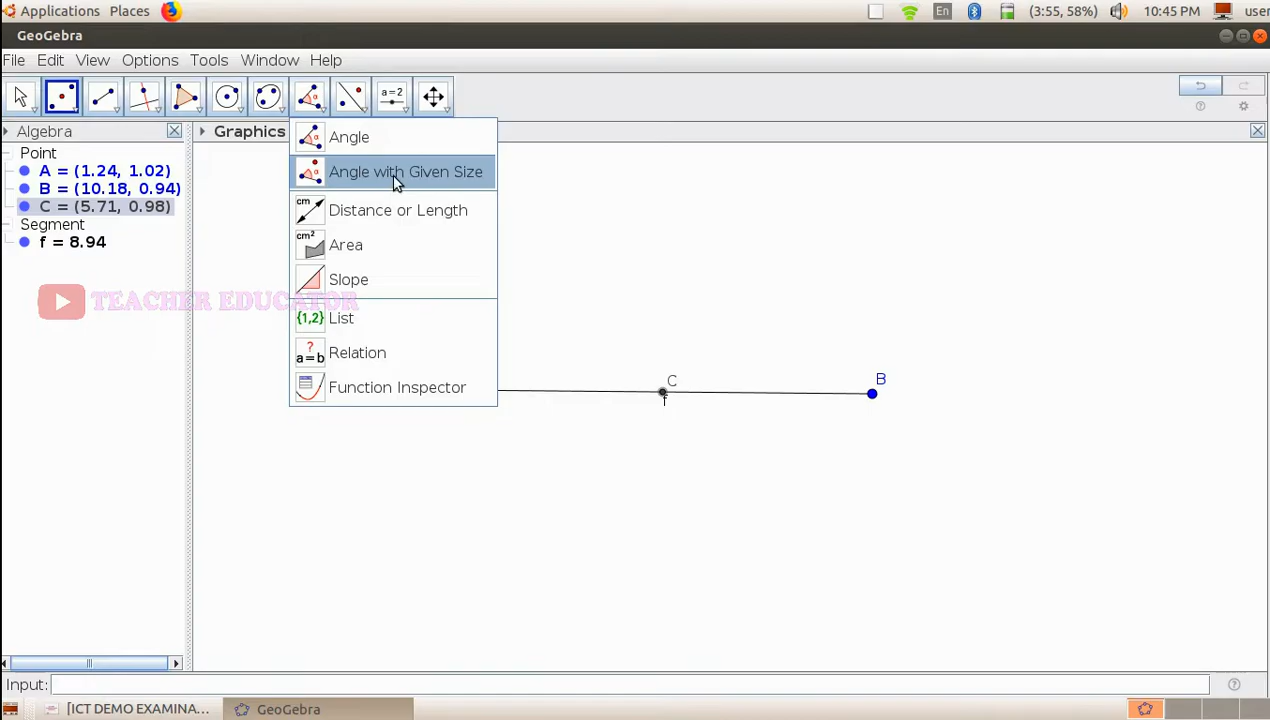 Applications Places En (3:55, 58%) 10:45 PM user
GeoGebra
File Edit View Options Tools Window Help
a=2
Algebra
Graphics
Point
A = (1.24, 1.02)
B = (10.18, 0.94)
C = (5.71, 0.98)
Segment
f = 8.94
TEACHER EDUCATOR
Angle
Angle with Given Size
cm Distance or Length
cm² Area
Slope
{1,2} List
? a=b Relation
Function Inspector
C
B
f
Input:
[ICT DEMO EXAMINA... GeoGebra